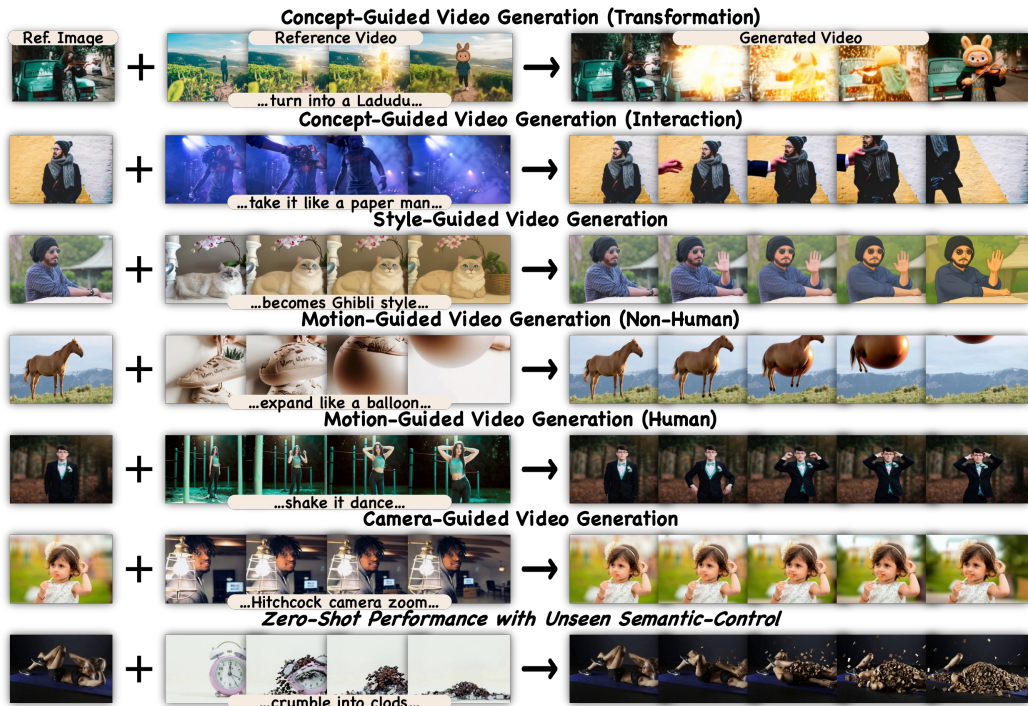 Concept-Guided Video Generation (Transformation)
Ref. Image
Reference Video
Generated Video
...turn into a Ladudu...
Concept-Guided Video Generation (Interaction)
...take it like a paper man...
Style-Guided Video Generation
...becomes Ghibli style...
Motion-Guided Video Generation (Non-Human)
...expand like a balloon...
Motion-Guided Video Generation (Human)
...shake it dance...
Camera-Guided Video Generation
...Hitchcock camera zoom...
Zero-Shot Performance with Unseen Semantic-Control
...crumble into clods...